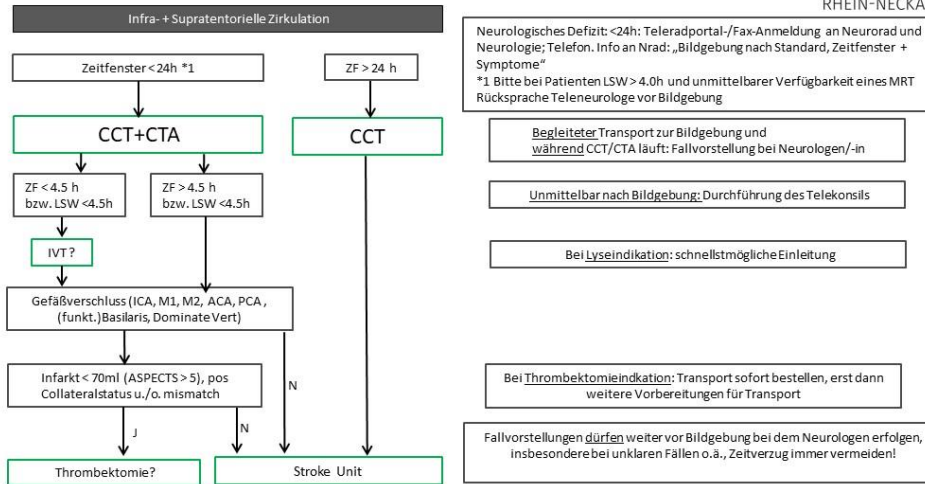 RHEIN-NECKA
Infra- + Supratentorielle Zirkulation
Zeitfenster <24h *1
ZF > 24 h
CCT+CTA
CCT
ZF < 4.5 h
bzw. LSW <4.5h
ZF > 4.5 h
bzw. LSW <4.5h
IVT ?
Gefäßverschluss (ICA, M1, M2, ACA, PCA ,
(funkt.)Basilaris, Dominate Vert)
Infarkt < 70ml (ASPECTS > 5), pos
Collateralstatus u./o. mismatch
N
J
N
Thrombektomie?
Stroke Unit
Neurologisches Defizit: <24h: Teleradportal-/Fax-Anmeldung an Neurorad und
Neurologie; Telefon. Info an Nrad: „Bildgebung nach Standard, Zeitfenster +
Symptome“
*1 Bitte bei Patienten LSW > 4.0h und unmittelbarer Verfügbarkeit eines MRT
Rücksprache Teleneurologe vor Bildgebung
Begleiteter Transport zur Bildgebung und
während CCT/CTA läuft: Fallvorstellung bei Neurologen/-in
Unmittelbar nach Bildgebung: Durchführung des Telekonsils
Bei Lyseindikation: schnellstmögliche Einleitung
Bei Thrombektomieindkation: Transport sofort bestellen, erst dann
weitere Vorbereitungen für Transport
Fallvorstellungen dürfen weiter vor Bildgebung bei dem Neurologen erfolgen,
insbesondere bei unklaren Fällen o.ä., Zeitverzug immer vermeiden!